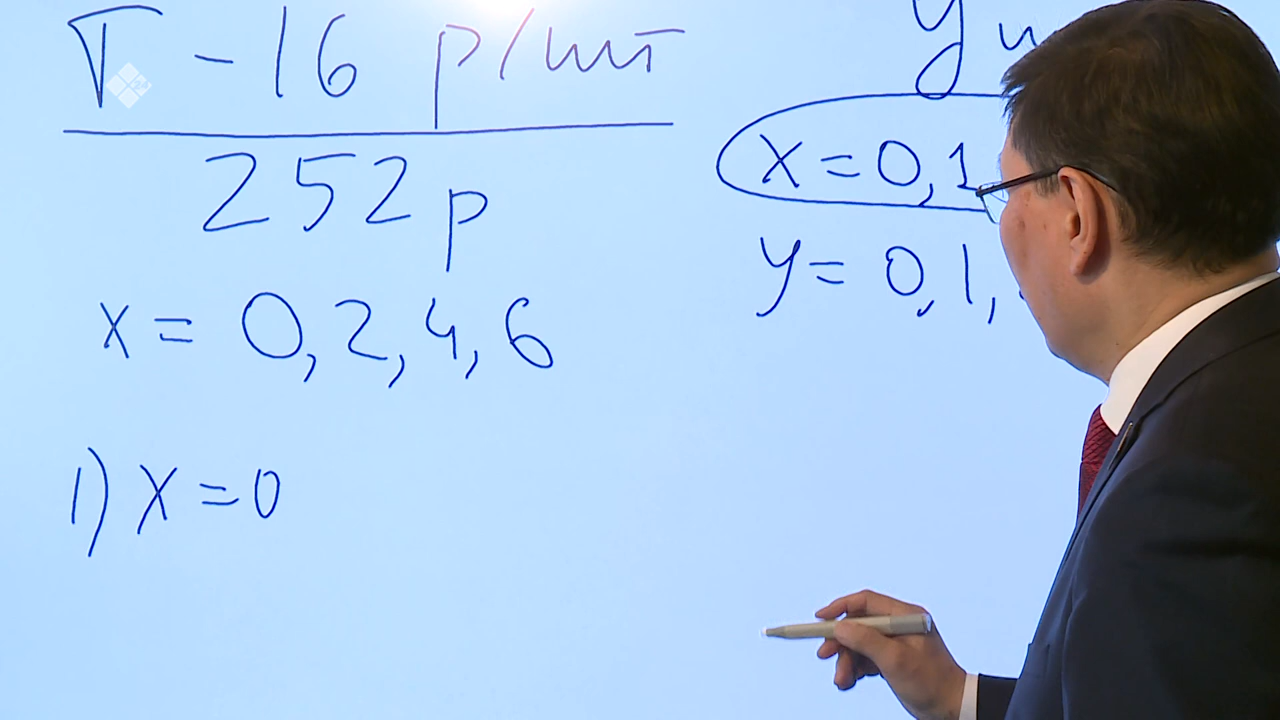 Т - 16 р/шт
252 р
x = 0, 2, 4, 6
1) x = 0
y
x = 0, 1
y = 0, 1,